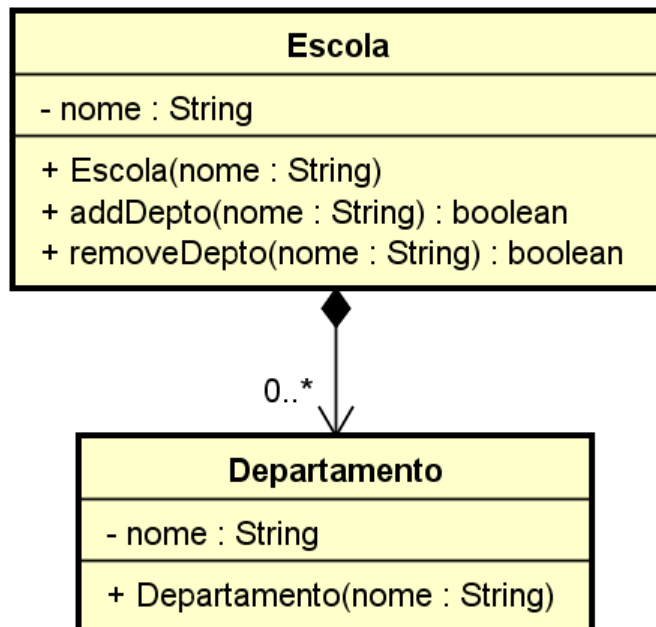 Escola
- nome : String
+ Escola(nome : String)
+ addDepto(nome : String) : boolean
+ removeDepto(nome : String) : boolean
0..*
Departamento
- nome : String
+ Departamento(nome : String)